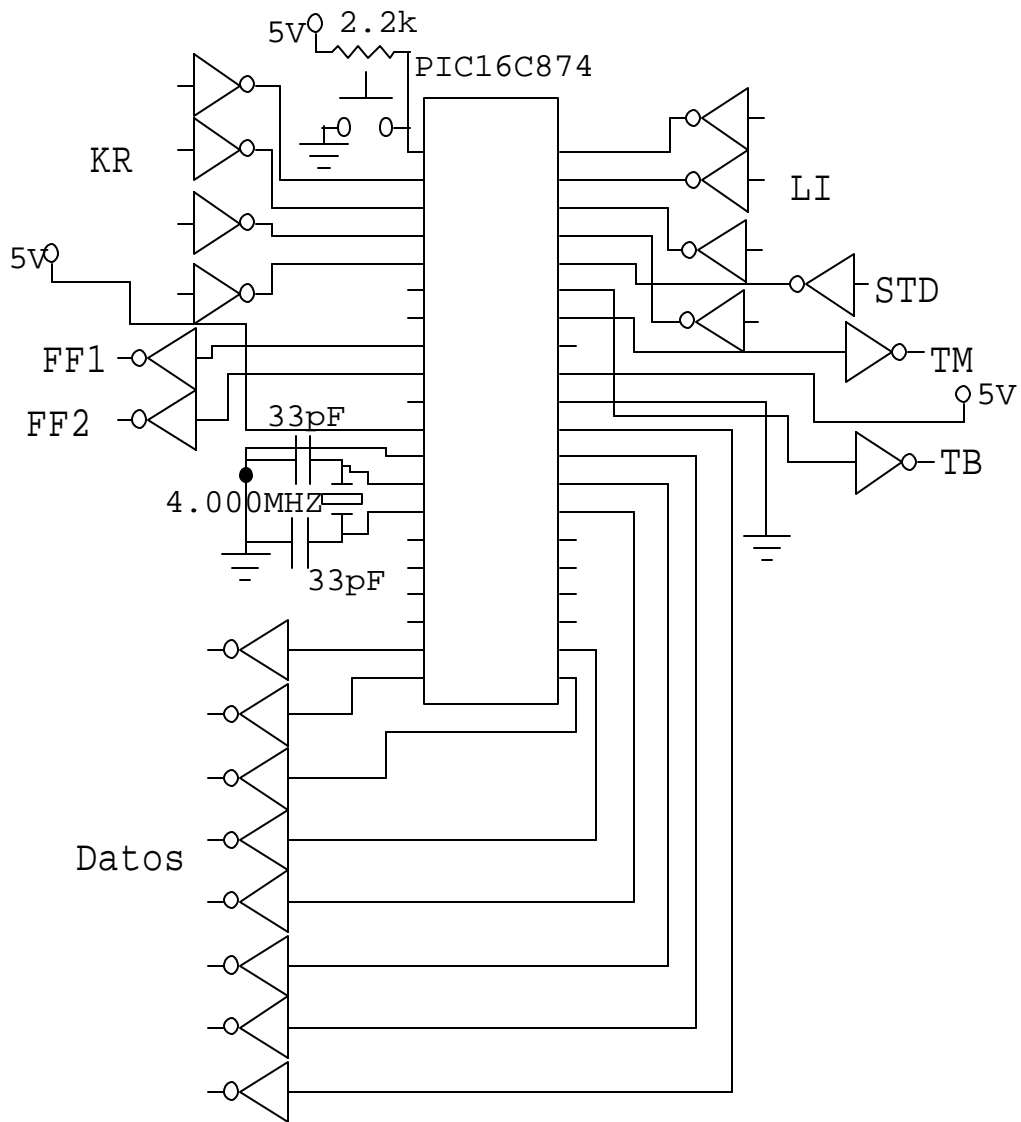 5V
2.2k
PIC16C874
KR
LI
5V
STD
FF1
TM
5V
FF2
33pF
TB
4.000MHZ
33pF
Datos